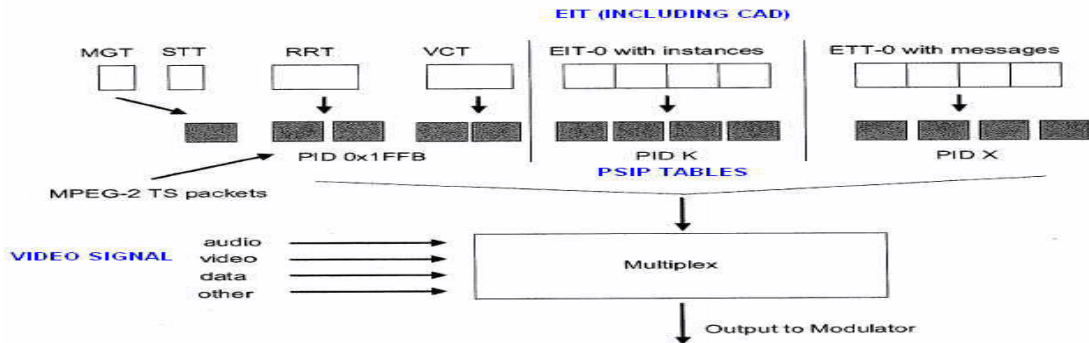 EIT (INCLUDING CAD)
MGT STT RRT VCT EIT-0 with instances ETT-0 with messages
PID 0x1FFB PID K PID X
PSIP TABLES
MPEG-2 TS packets
audio
VIDEO SIGNAL video
data
other
Multiplex
Output to Modulator